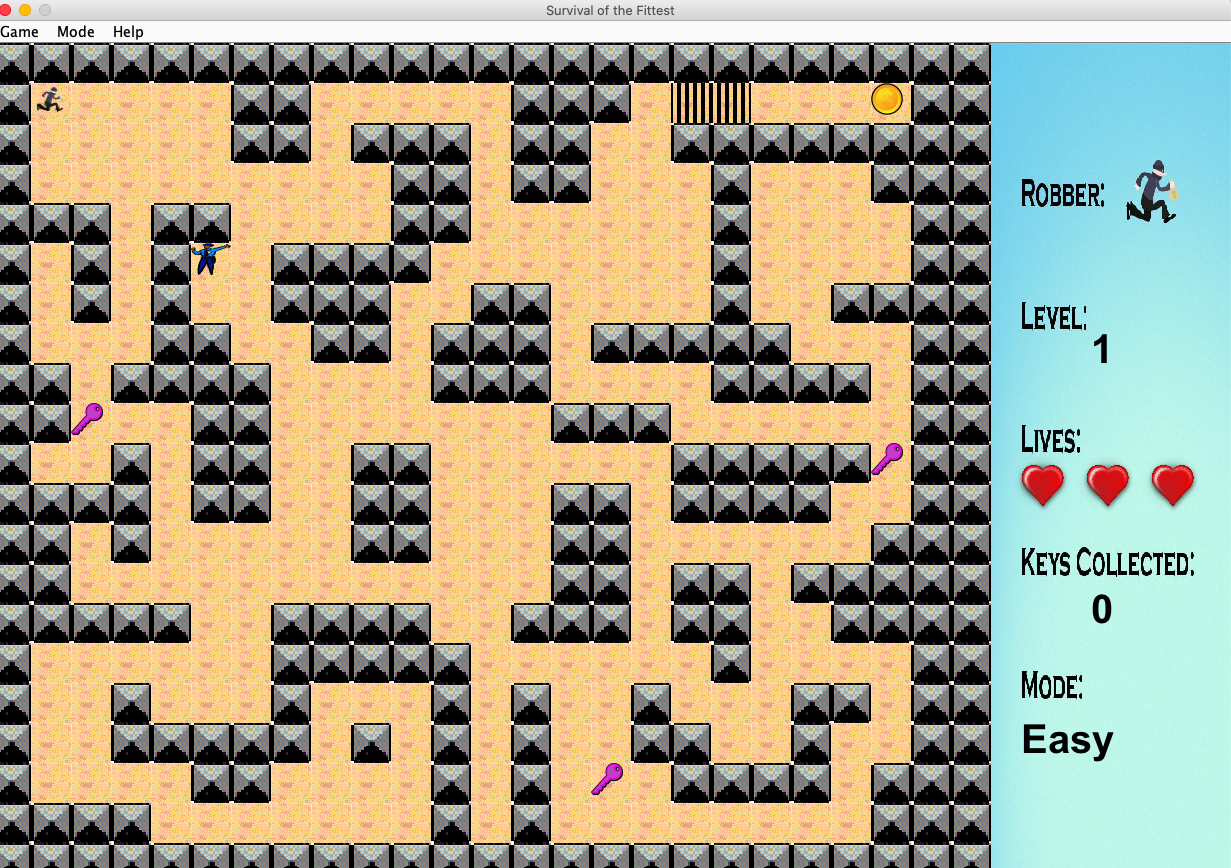 Survival of the Fittest
Game Mode Help
Robber:
Level:
1
Lives:
Keys Collected:
0
Mode:
Easy